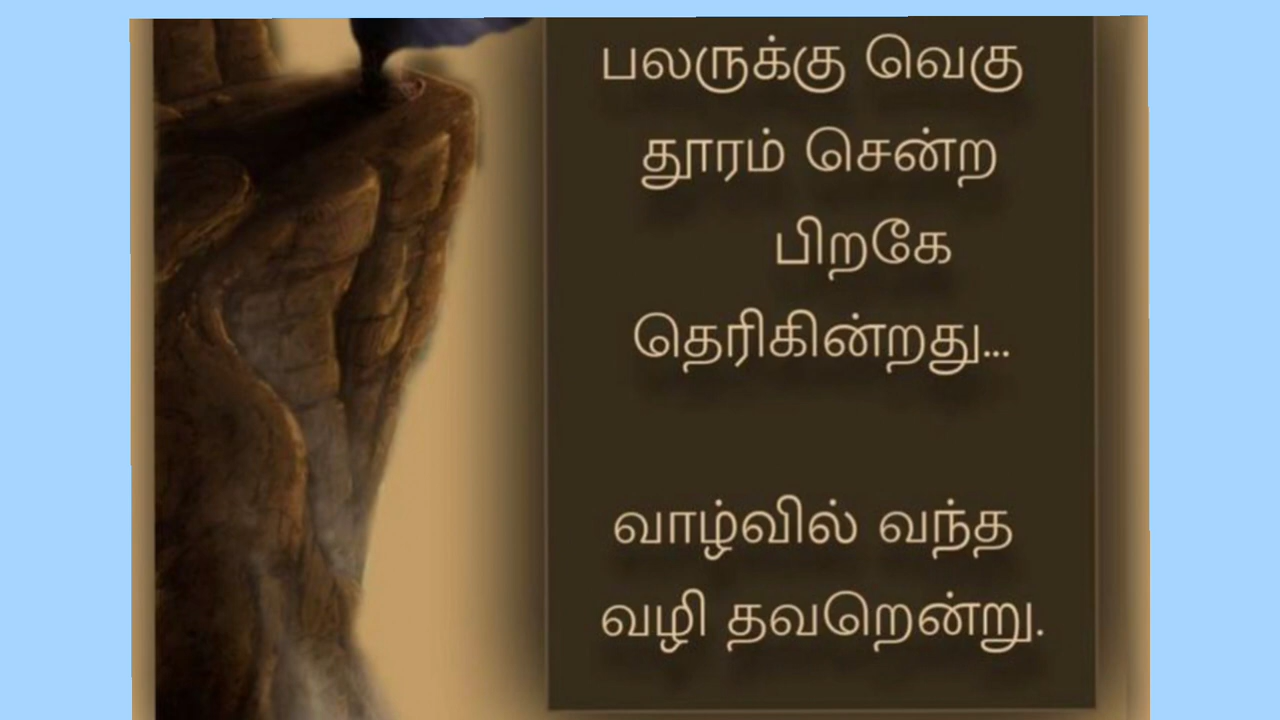 பலருக்கு வெகு
தூரம் சென்ற
பிறகே
தெரிகின்றது...
வாழ்வில் வந்த
வழி தவறென்று.